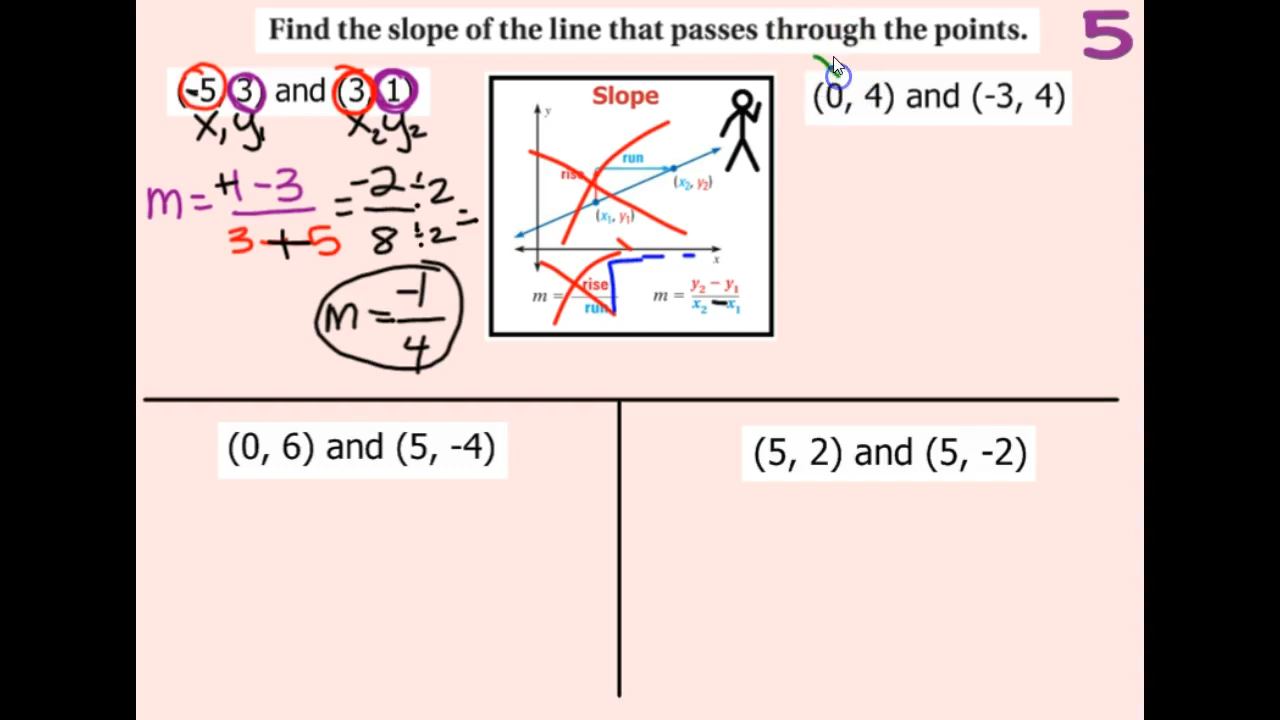 Find the slope of the line that passes through the points.
5
(-5, 3) and (3, 1)
x₁ y₁ x₂ y₂
m = +1 - 3 / 3 + 5 = -2 ÷ 2 / 8 ÷ 2 =
m = -1 / 4
Slope
y
run
rise
(x₂, y₂)
(x₁, y₁)
x
m = rise / run
m = y₂ − y₁ / x₂ − x₁
(0, 4) and (-3, 4)
(0, 6) and (5, -4)
(5, 2) and (5, -2)